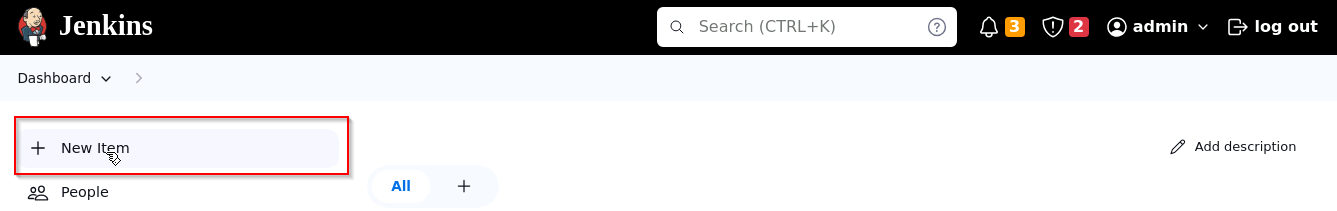 Jenkins
Search (CTRL+K)
?
3
2
admin
log out
Dashboard
New Item
Add description
People
All